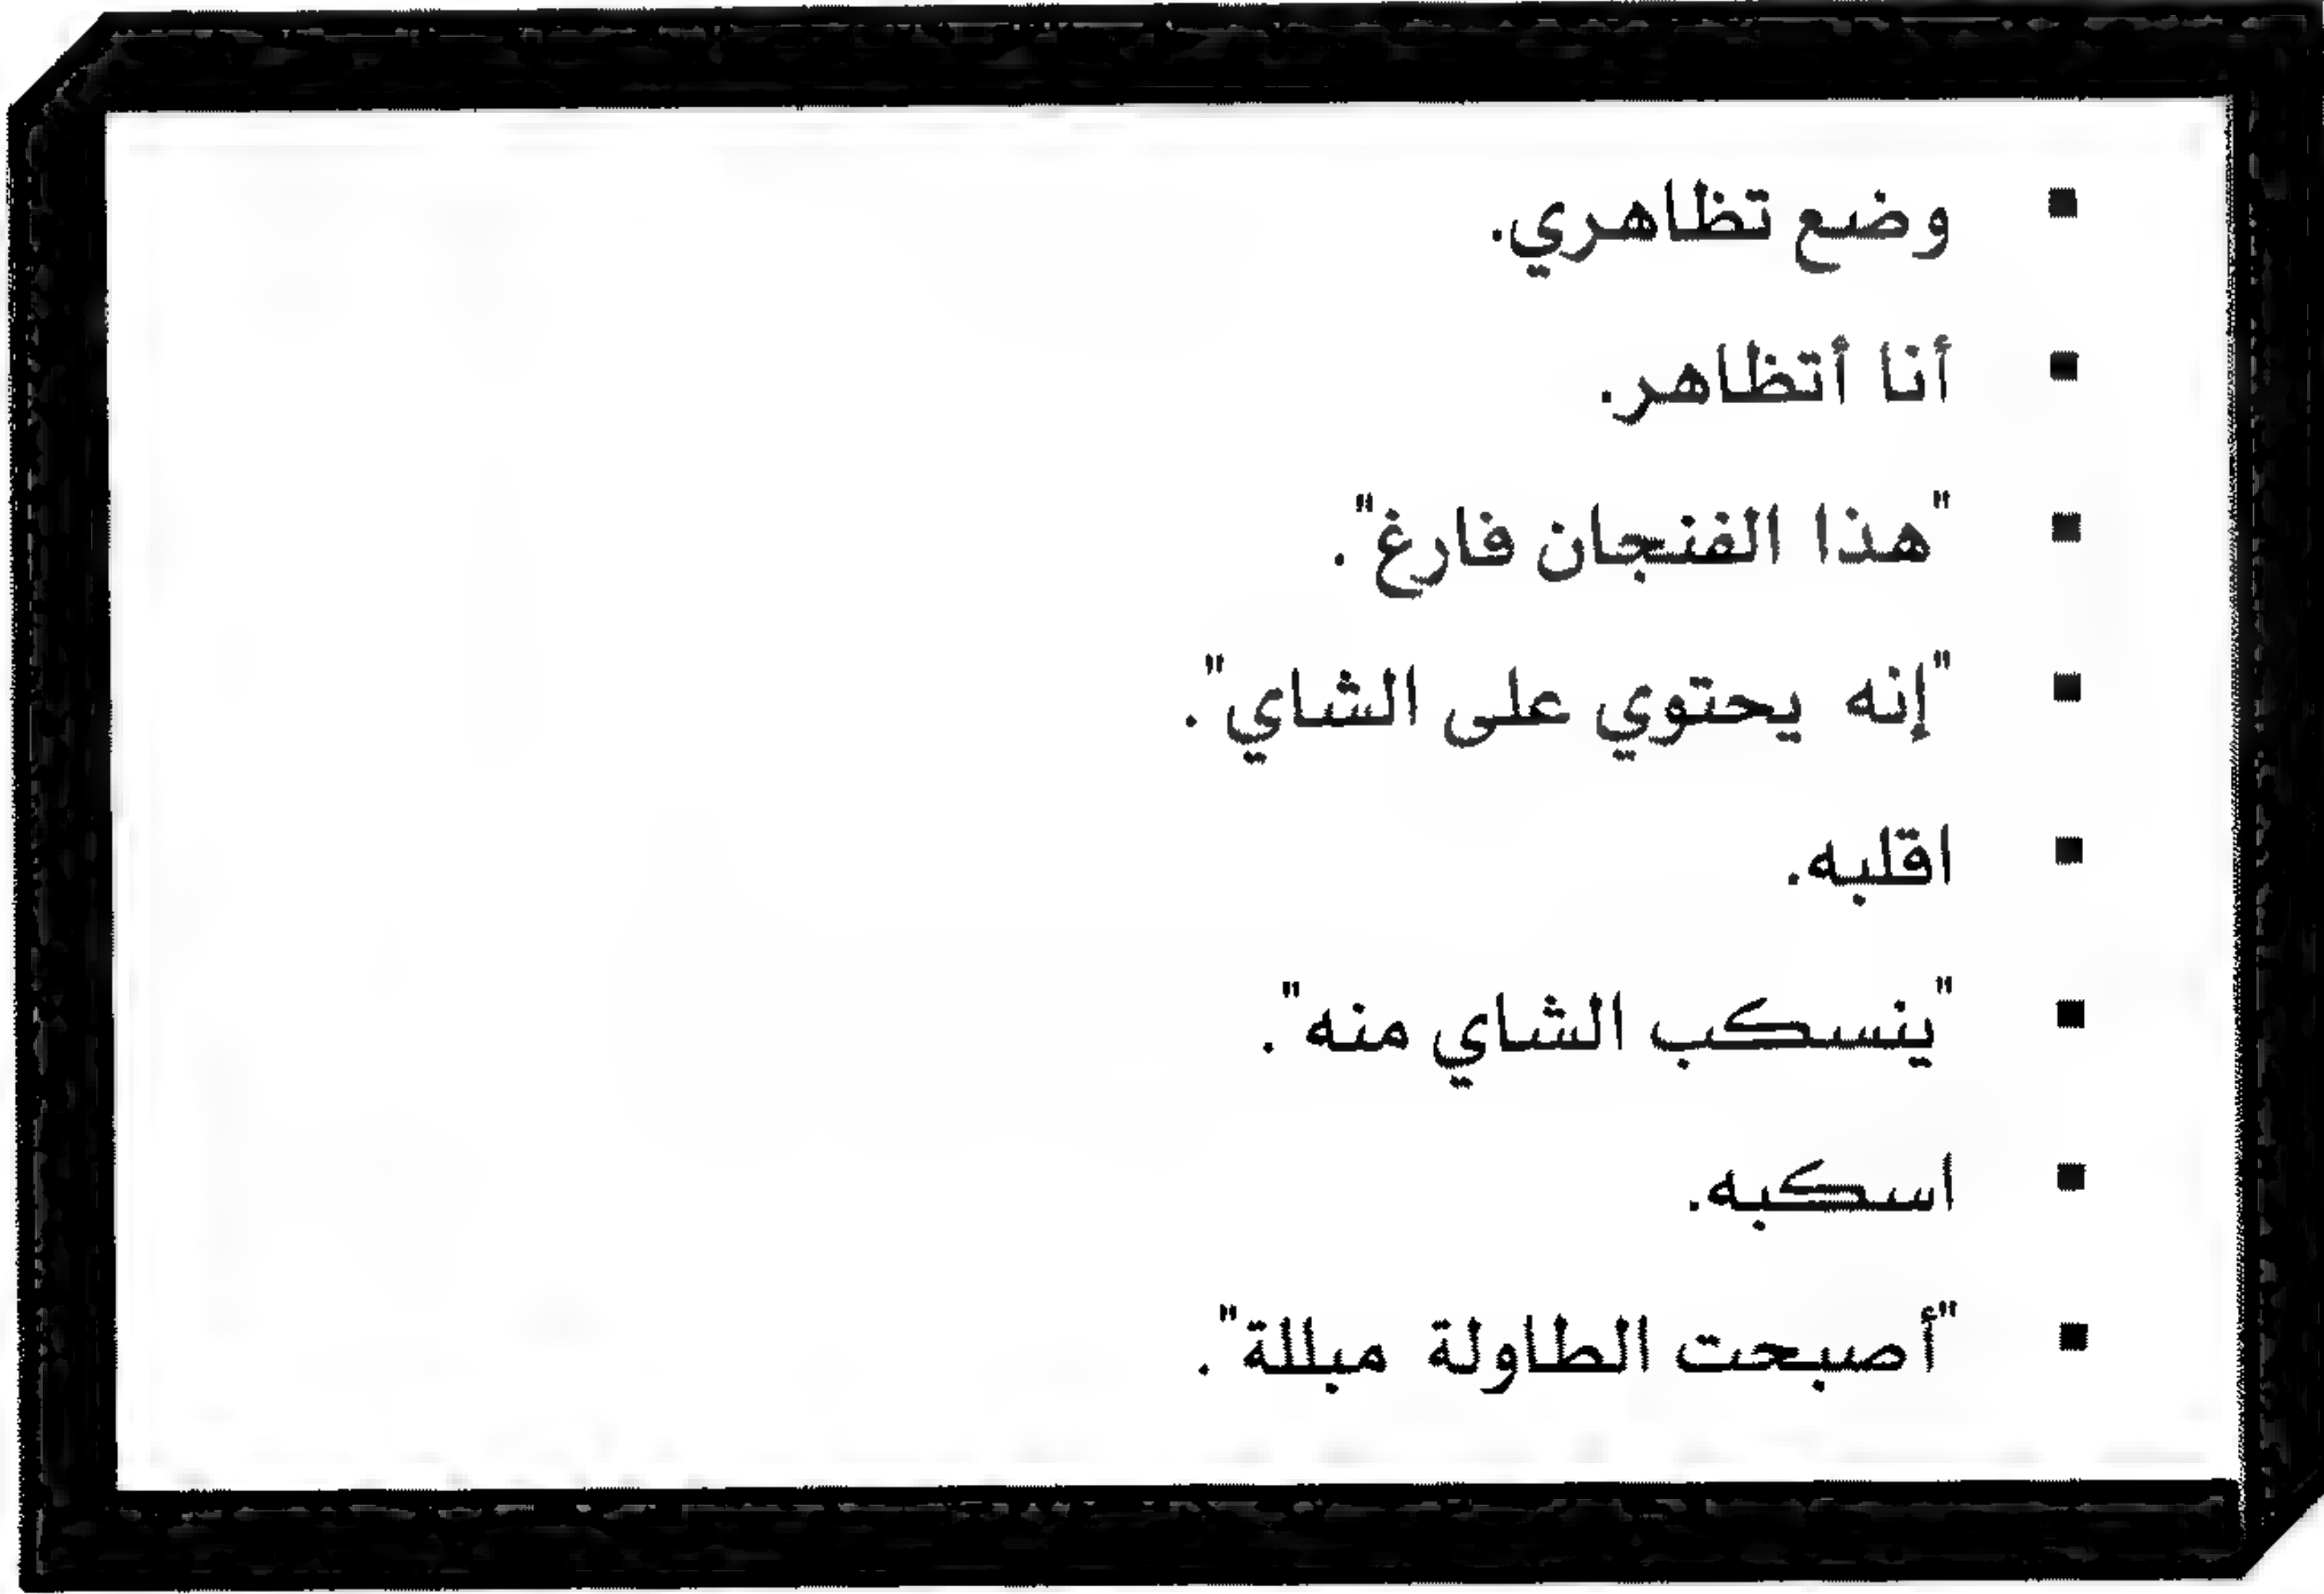 ▪ وضع تظاهري.
▪ أنا أتظاهر.
▪ "هذا الفنجان فارغ".
▪ "إنه يحتوي على الشاي".
▪ اقلبه.
▪ "ينسكب الشاي منه".
▪ اسكبه.
▪ "أصبحت الطاولة مبللة".